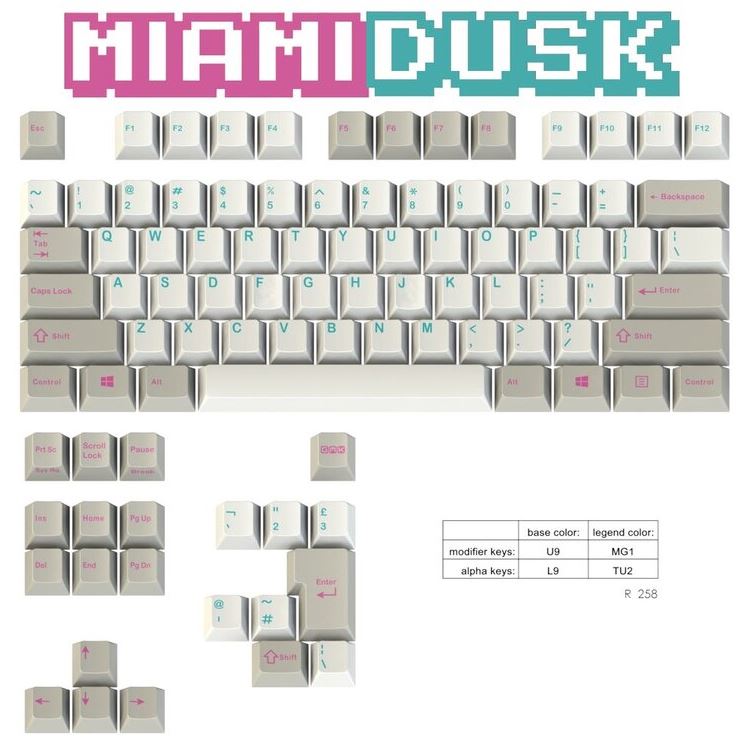 MIAMIDUSK
Esc F1 F2 F3 F4 F5 F6 F7 F8 F9 F10 F11 F12
~ ! @ # $ % ^ & * ( ) _ + ← Backspace
` 1 2 3 4 5 6 7 8 9 0 - =
Tab Q W E R T Y U I O P { } |
[ ] \
Caps Lock A S D F G H J K L : " Enter
; '
Shift Z X C V B N M < > ? Shift
, . /
Control Alt Alt Control
Prt Sc Scroll Pause GMK
Sys Rq Lock Break
Ins Home Pg Up ¬ " £
` 2 3
Del End Pg Dn Enter
@ ~
' #
Shift |
\
↑
← ↓ →
base color: legend color:
modifier keys: U9 MG1
alpha keys: L9 TU2
R 258